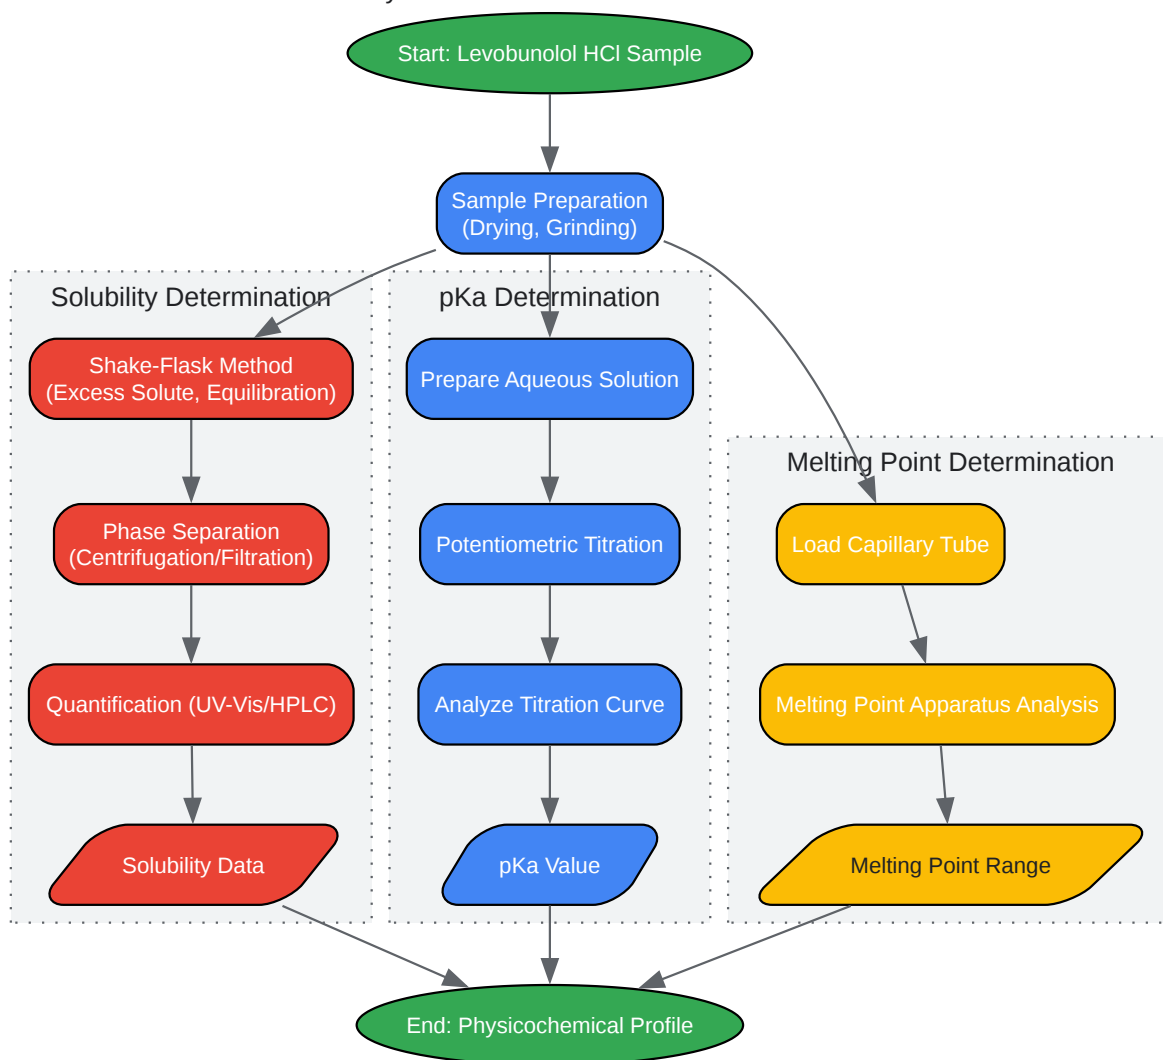 Start: Levobunolol HCl Sample
Sample Preparation
(Drying, Grinding)
Solubility Determination
Shake-Flask Method
(Excess Solute, Equilibration)
Phase Separation
(Centrifugation/Filtration)
Quantification (UV-Vis/HPLC)
Solubility Data
pKa Determination
Prepare Aqueous Solution
Potentiometric Titration
Analyze Titration Curve
pKa Value
Melting Point Determination
Load Capillary Tube
Melting Point Apparatus Analysis
Melting Point Range
End: Physicochemical Profile